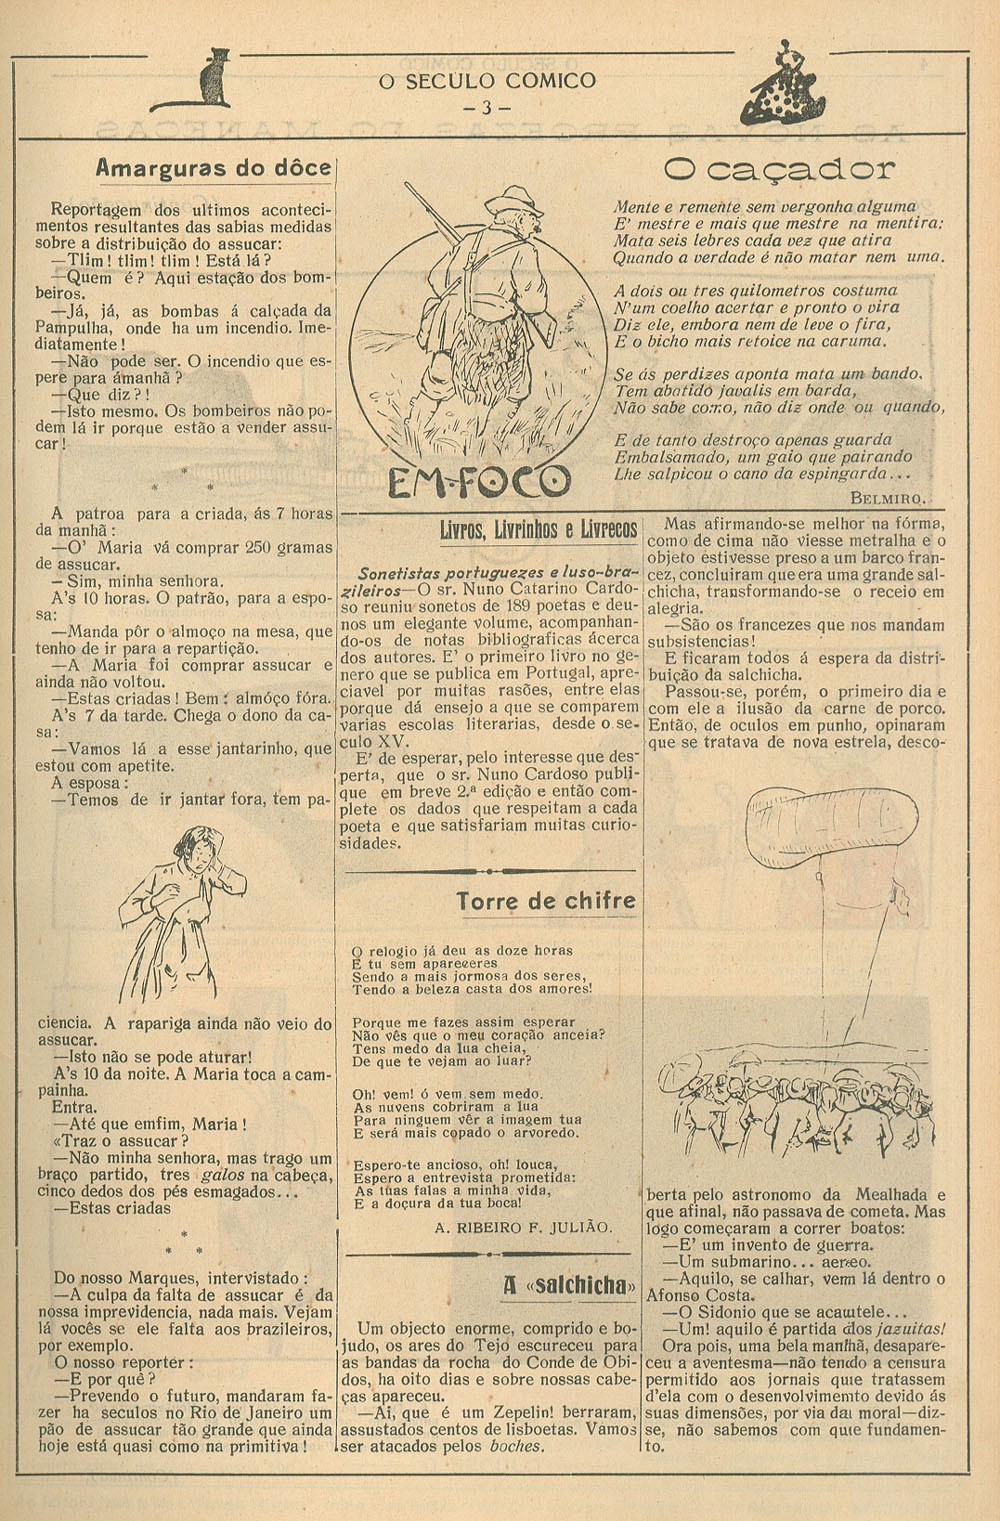 O SECULO COMICO
— 3 —
Amarguras do dôce
Reportagem dos ultimos aconteci-
mentos resultantes das sabias medidas
sobre a distribuição do assucar:
—Tlim! tlim! tlim! Está lá?
—Quem é? Aqui estação dos bom-
beiros.
—Já, já, as bombas á calçada da
Pampulha, onde ha um incendio. Ime-
diatamente!
—Não pode ser. O incendio que es-
pere para ámanhã?
—Que diz?!
—Isto mesmo. Os bombeiros não po-
dem lá ir porque estão a vender assu-
car!
*
* *
A patroa para a criada, ás 7 horas
da manhã:
—O' Maria vá comprar 250 gramas
de assucar.
—Sim, minha senhora.
A's 10 horas. O patrão, para a espo-
sa:
—Manda pôr o almoço na mesa, que
tenho de ir para a repartição.
—A Maria foi comprar assucar e
ainda não voltou.
—Estas criadas! Bem: almóço fóra.
A's 7 da tarde. Chega o dono da ca-
sa:
—Vamos lá a esse jantarinho, que
estou com apetite.
A esposa:
—Temos de ir jantar fora, tem pa-
ciencia. A rapariga ainda não veio do
assucar.
—Isto não se pode aturar!
A's 10 da noite. A Maria toca a cam-
painha.
Entra.
—Até que emfim, Maria!
«Traz o assucar?
—Não minha senhora, mas trago um
braço partido, tres galos na cabeça,
cinco dedos dos pés esmagados...
—Estas criadas
*
* *
Do nosso Marques, intervistado:
—A culpa da falta de assucar é da
nossa imprevidencia, nada mais. Vejam
lá vocês se ele falta aos brazileiros,
por exemplo.
O nosso reporter:
—E por quê?
—Prevendo o futuro, mandaram fa-
zer ha seculos no Rio de Janeiro um
pão de assucar tão grande que ainda
hoje está quasi como na primitiva!
EM-FOCO
O caçador
Mente e remente sem vergonha alguma
E' mestre e mais que mestre na mentira;
Mata seis lebres cada vez que atira
Quando a verdade é não matar nem uma.
A dois ou tres quilometros costuma
N'um coelho acertar e pronto o vira
Diz ele, embora nem de leve o fira,
E o bicho mais retoice na caruma.
Se ás perdizes aponta mata um bando,
Tem abatido javalis em barda,
Não sabe como, não diz onde ou quando,
E de tanto destroço apenas guarda
Embalsamado, um gaio que pairando
Lhe salpicou o cano da espingarda...
BELMIRO.
Livros, Livrinhos e Livrecos
Sonetistas portuguezes e luso-bra-
zileiros—O sr. Nuno Catarino Cardo-
so reuniu sonetos de 189 poetas e deu-
nos um elegante volume, acompanhan-
do-os de notas bibliograficas ácerca
dos autores. E' o primeiro livro no ge-
nero que se publica em Portugal, apre-
ciavel por muitas rasões, entre elas
porque dá ensejo a que se comparem
varias escolas literarias, desde o se-
culo XV.
E' de esperar, pelo interesse que des-
perta, que o sr. Nuno Cardoso publi-
que em breve 2.ª edição e então com-
plete os dados que respeitam a cada
poeta e que satisfariam muitas curio-
sidades.
Torre de chifre
O relogio já deu as doze horas
E tu sem apareceres
Sendo a mais jormosa dos seres,
Tendo a beleza casta dos amores!
Porque me fazes assim esperar
Não vês que o meu coração anceia?
Tens medo da lua cheia,
De que te vejam ao luar?
Oh! vem! ó vem sem medo.
As nuvens cobriram a lua
Para ninguem vêr a imagem tua
E será mais copado o arvoredo.
Espero-te ancioso, oh! louca,
Espero a entrevista prometida:
As tuas falas a minha vida,
E a doçura da tua boca!
A. RIBEIRO F. JULIÃO.
A «salchicha»
Um objecto enorme, comprido e bo-
judo, os ares do Tejo escureceu para
as bandas da rocha do Conde de Obi-
dos, ha oito dias e sobre nossas cabe-
ças apareceu.
—Ai, que é um Zepelin! berraram,
assustados centos de lisboetas. Vamos
ser atacados pelos boches.
Mas afirmando-se melhor na fórma,
como de cima não viesse metralha e o
objeto estivesse preso a um barco fran-
cez, concluiram que era uma grande sal-
chicha, transformando-se o receio em
alegria.
—São os francezes que nos mandam
subsistencias!
E ficaram todos á espera da distri-
buição da salchicha.
Passou-se, porém, o primeiro dia e
com ele a ilusão da carne de porco.
Então, de oculos em punho, opinaram
que se tratava de nova estrela, desco-
berta pelo astronomo da Mealhada e
que afinal, não passava de cometa. Mas
logo começaram a correr boatos:
—E' um invento de guerra.
—Um submarino... aereo.
—Aquilo, se calhar, vem lá dentro o
Afonso Costa.
—O Sidonio que se acautele...
—Um! aquilo é partida dos jazuitas!
Ora pois, uma bela manhã, desapare-
ceu a aventesma—não tendo a censura
permitido aos jornais que tratassem
d'ela com o desenvolvimento devido ás
suas dimensões, por via da moral—diz-
se, não sabemos com que fundamen-
to.